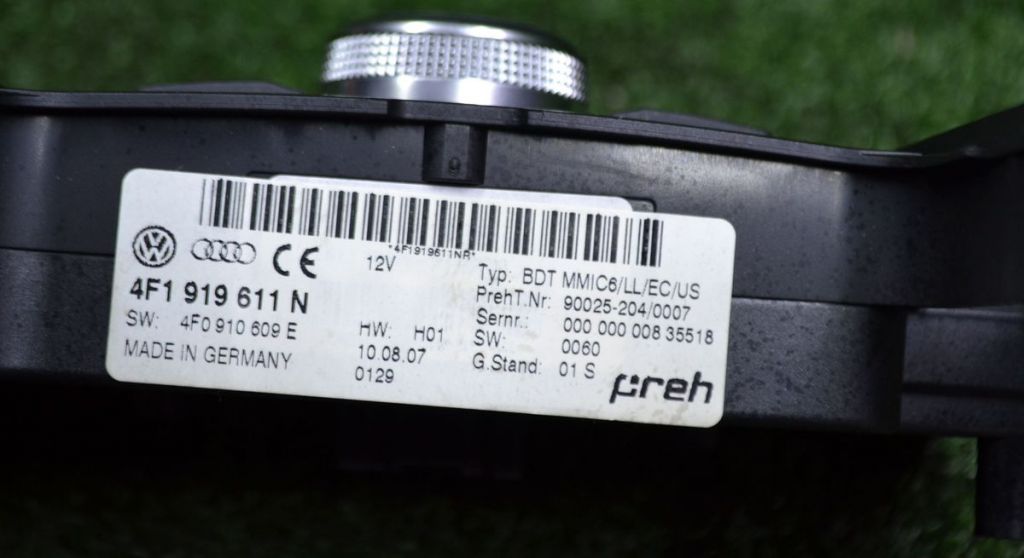 *4F1919611NR*
4F1 919 611 N
SW: 4F0 910 609 E
MADE IN GERMANY
12V
HW: H01
10.08.07
0129
Typ: BDT MMIC6/LL/EC/US
PrehT.Nr: 90025-204/0007
Sernr.: 000 000 008 35518
SW: 0060
G.Stand: 01 S
preh